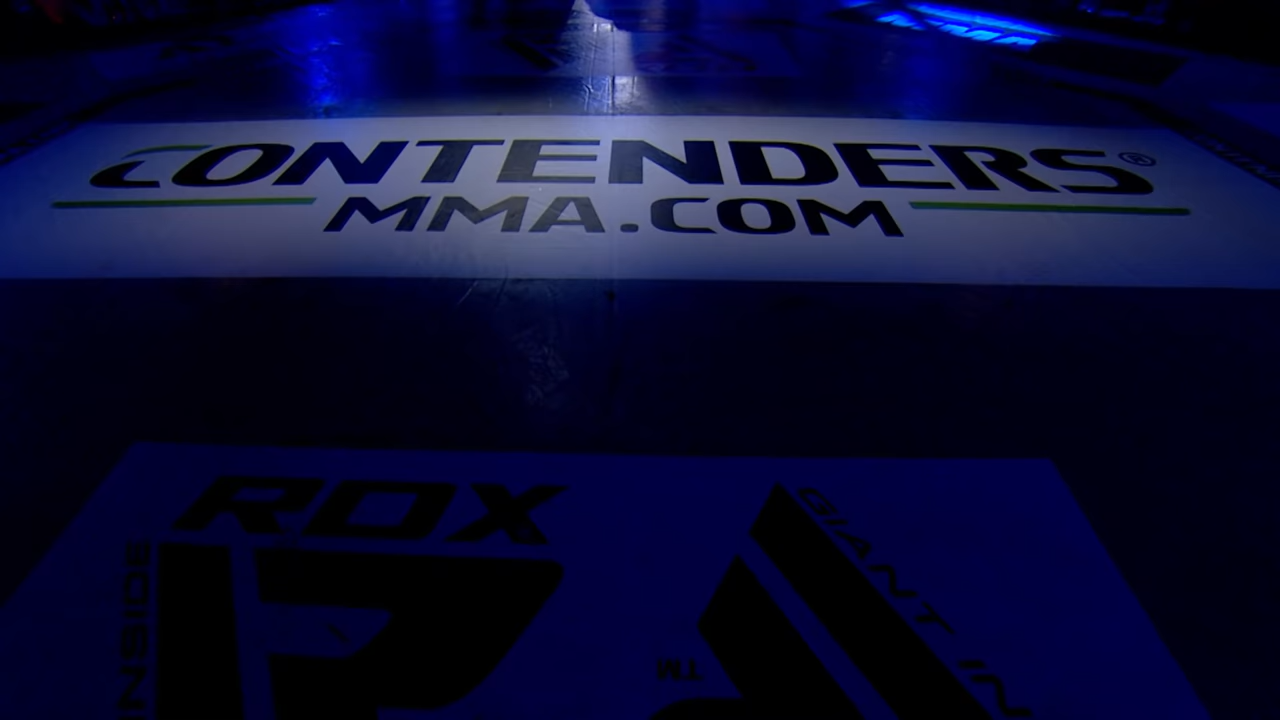 CONTENDERS®
MMA.COM
RDX
INSIDE
GIANT IN
TM